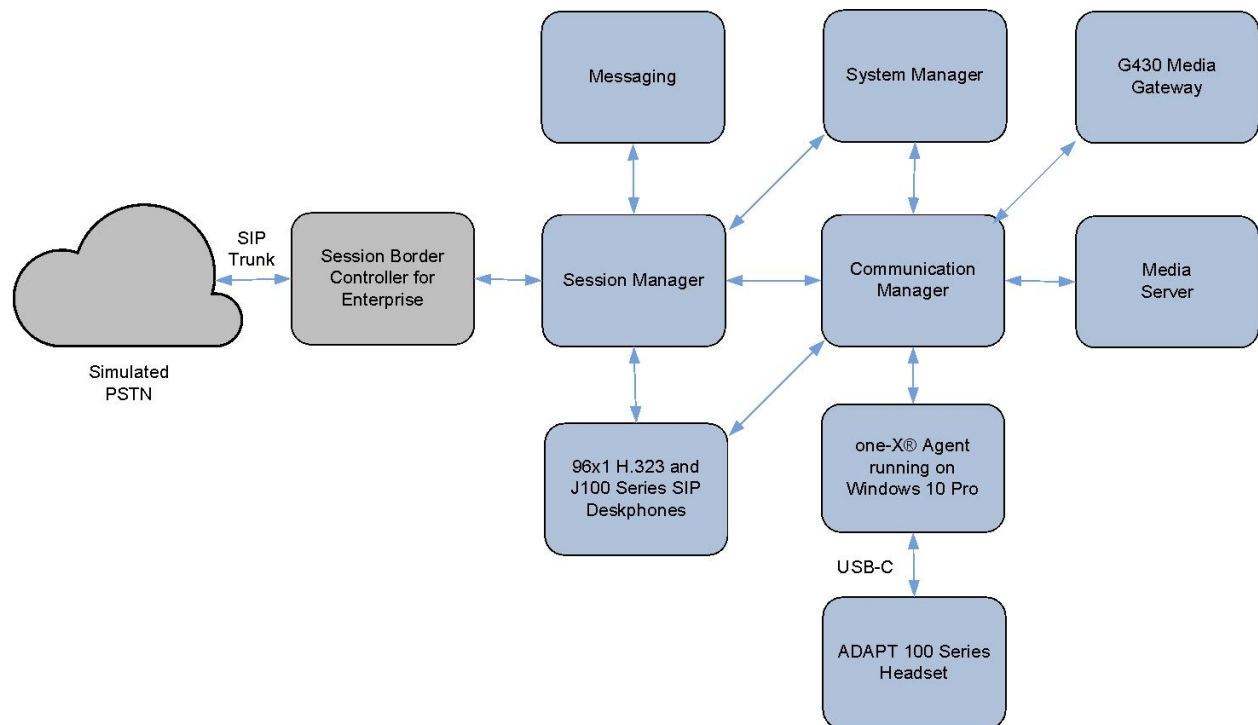 Messaging
System Manager
G430 Media
Gateway
SIP
Trunk
Session Border
Controller for
Enterprise
Session Manager
Communication
Manager
Media
Server
Simulated
PSTN
96x1 H.323 and
J100 Series SIP
Deskphones
one-X® Agent
running on
Windows 10 Pro
USB-C
ADAPT 100 Series
Headset